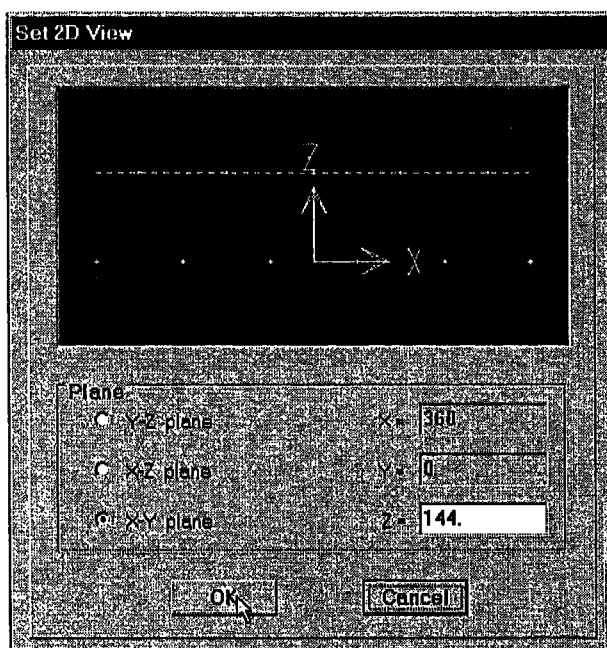 Set 2D View
Z
X
Plane
Y-Z plane
X = 360
X-Z plane
Y = 0
X-Y plane
Z = 144.
OK
Cancel